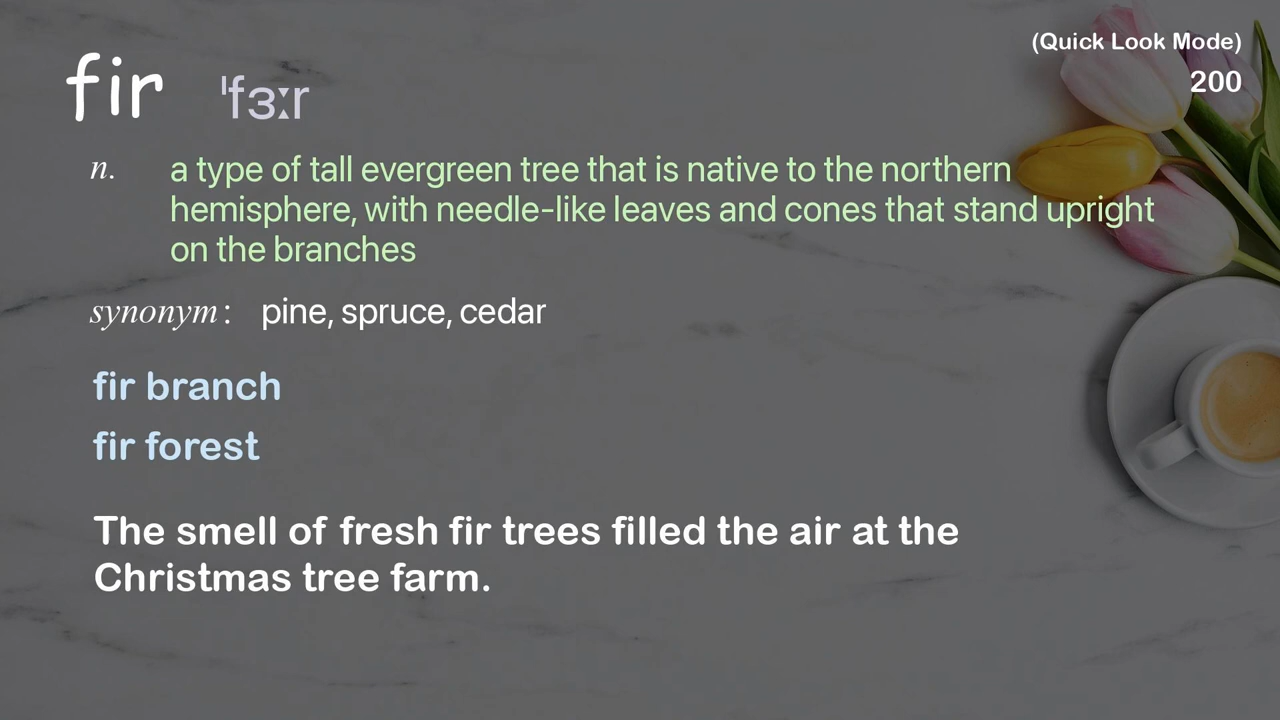 (Quick Look Mode)
200
fir ˈfɜːr
n. a type of tall evergreen tree that is native to the northern
hemisphere, with needle-like leaves and cones that stand upright
on the branches
synonym: pine, spruce, cedar
fir branch
fir forest
The smell of fresh fir trees filled the air at the
Christmas tree farm.